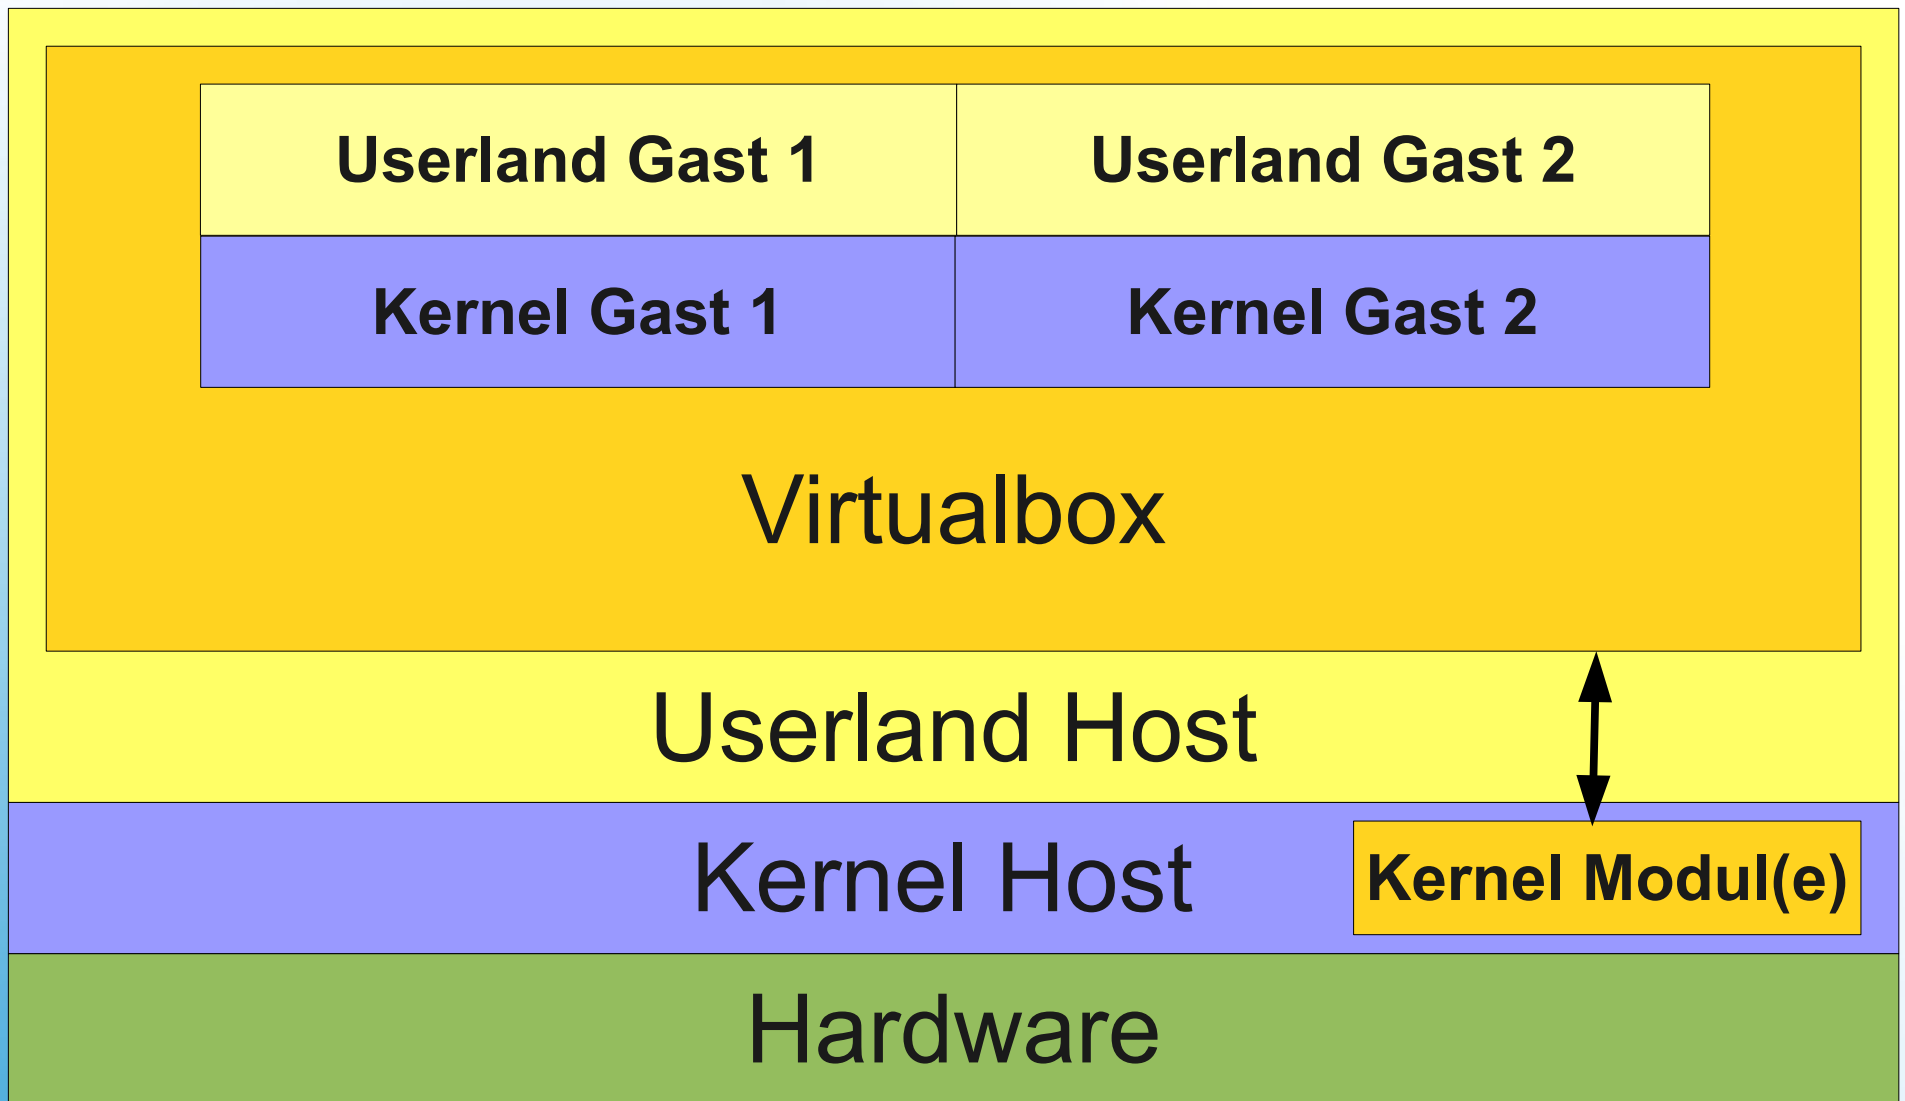 Userland Gast 1
Userland Gast 2
Kernel Gast 1
Kernel Gast 2
Virtualbox
Userland Host
Kernel Host
Kernel Modul(e)
Hardware